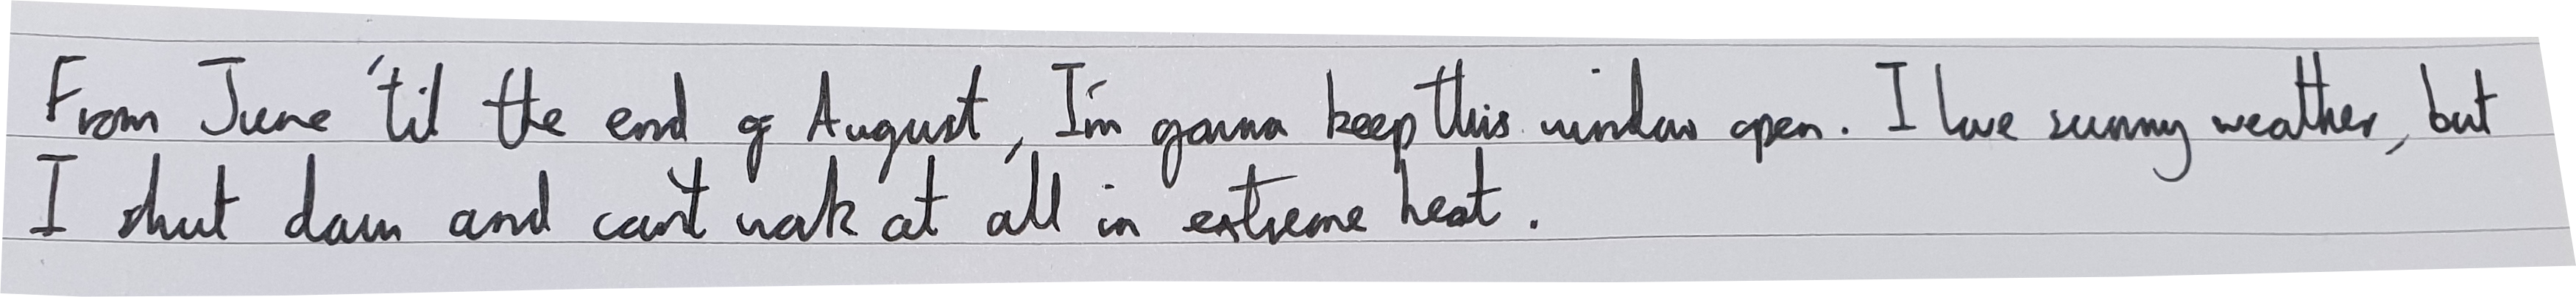 From June 'til the end of August, I'm gonna keep this window open. I love sunny weather, but
I shut down and can't work at all in extreme heat.